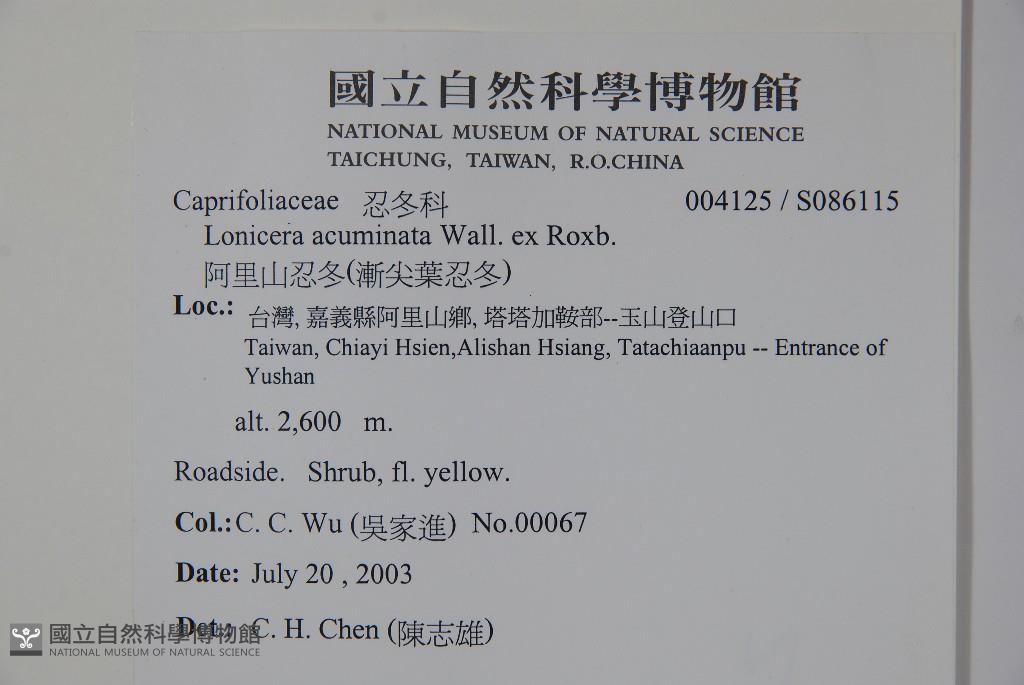 國立自然科學博物館
NATIONAL MUSEUM OF NATURAL SCIENCE
TAICHUNG, TAIWAN, R.O.CHINA
Caprifoliaceae 忍冬科 004125 / S086115
Lonicera acuminata Wall. ex Roxb.
阿里山忍冬(漸尖葉忍冬)
Loc.: 台灣, 嘉義縣阿里山鄉, 塔塔加鞍部--玉山登山口
Taiwan, Chiayi Hsien,Alishan Hsiang, Tatachiaanpu -- Entrance of
Yushan
alt. 2,600 m.
Roadside. Shrub, fl. yellow.
Col.: C. C. Wu (吳家進) No.00067
Date: July 20 , 2003
Det.: C. H. Chen (陳志雄)
國立自然科學博物館
NATIONAL MUSEUM OF NATURAL SCIENCE